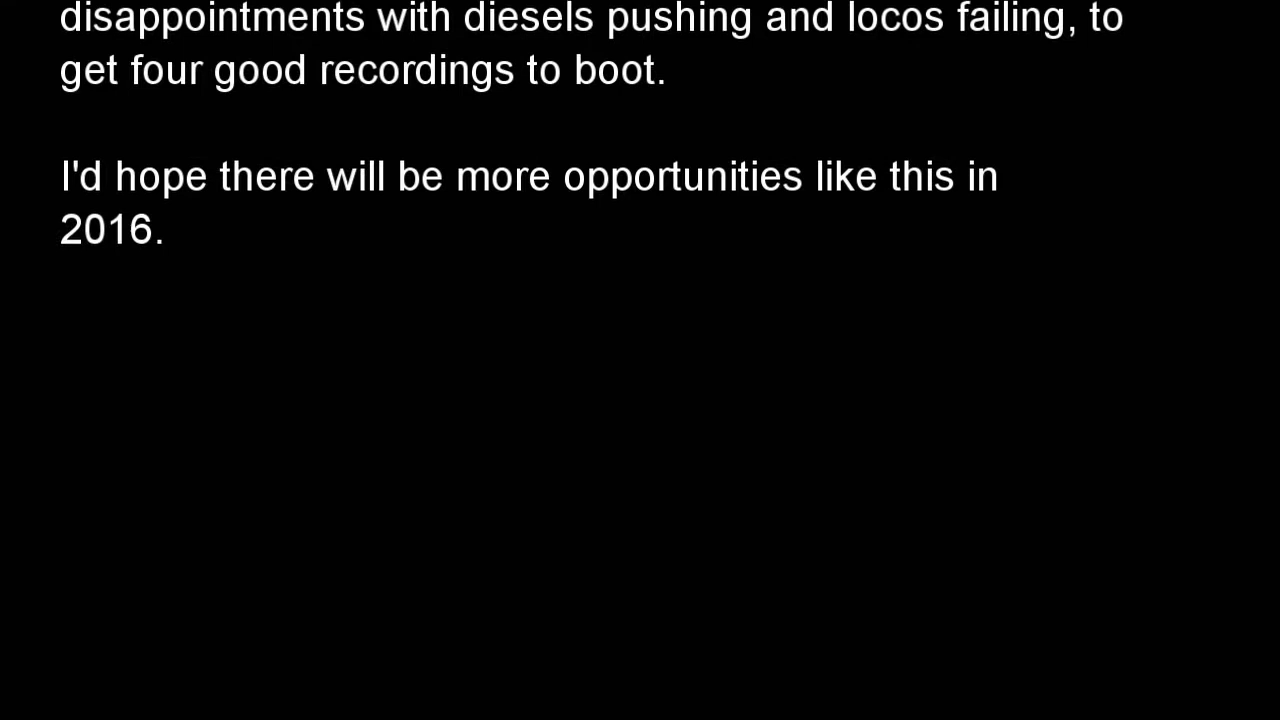 disappointments with diesels pushing and locos failing, to
get four good recordings to boot.
I'd hope there will be more opportunities like this in
2016.